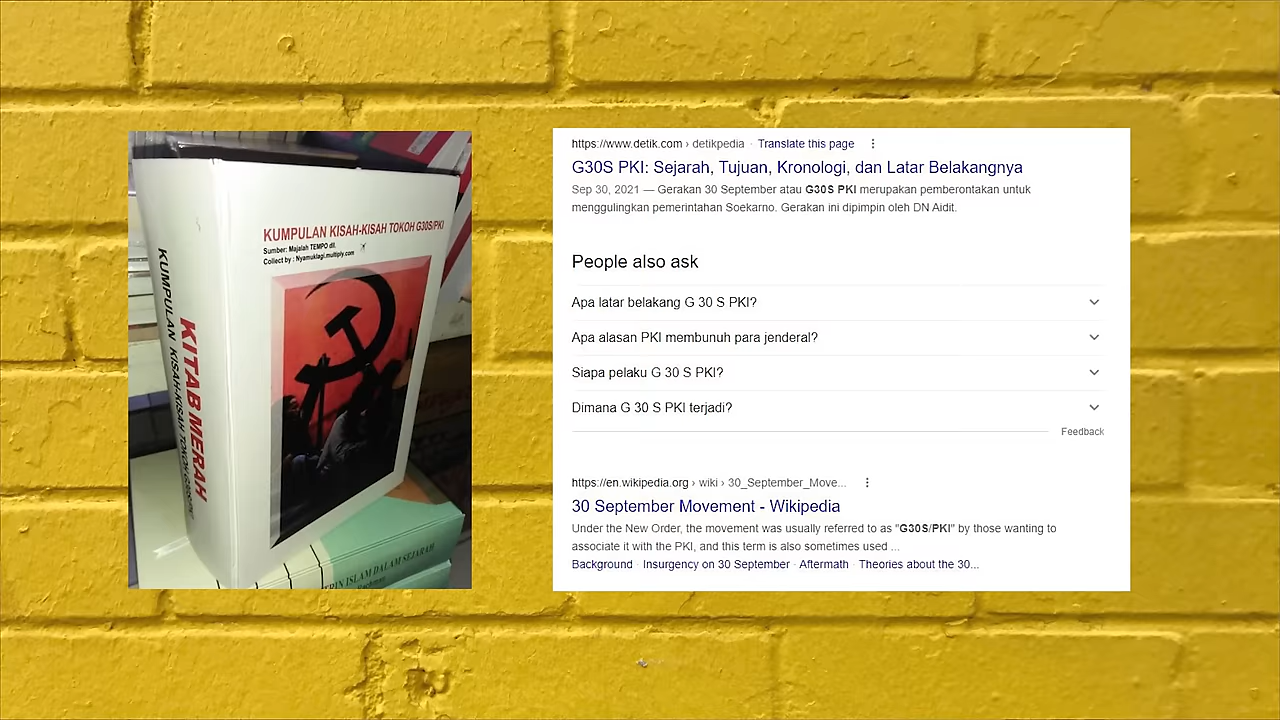 KUMPULAN KISAH-KISAH TOKOH G30S/PKI
Sumber: Majalah TEMPO dll.
Collect by : Nyamuklagi.multiply.com
KITAB MERAH
KUMPULAN KISAH-KISAH TOKOH G30S/PKI
ISLAM DALAM SEJARAH
https://www.detik.com › detikpedia · Translate this page
G30S PKI: Sejarah, Tujuan, Kronologi, dan Latar Belakangnya
Sep 30, 2021 — Gerakan 30 September atau G30S PKI merupakan pemberontakan untuk
menggulingkan pemerintahan Soekarno. Gerakan ini dipimpin oleh DN Aidit.
People also ask
Apa latar belakang G 30 S PKI?
Apa alasan PKI membunuh para jenderal?
Siapa pelaku G 30 S PKI?
Dimana G 30 S PKI terjadi?
Feedback
https://en.wikipedia.org › wiki › 30_September_Move...
30 September Movement - Wikipedia
Under the New Order, the movement was usually referred to as "G30S/PKI" by those wanting to
associate it with the PKI, and this term is also sometimes used ...
Background · Insurgency on 30 September · Aftermath · Theories about the 30...